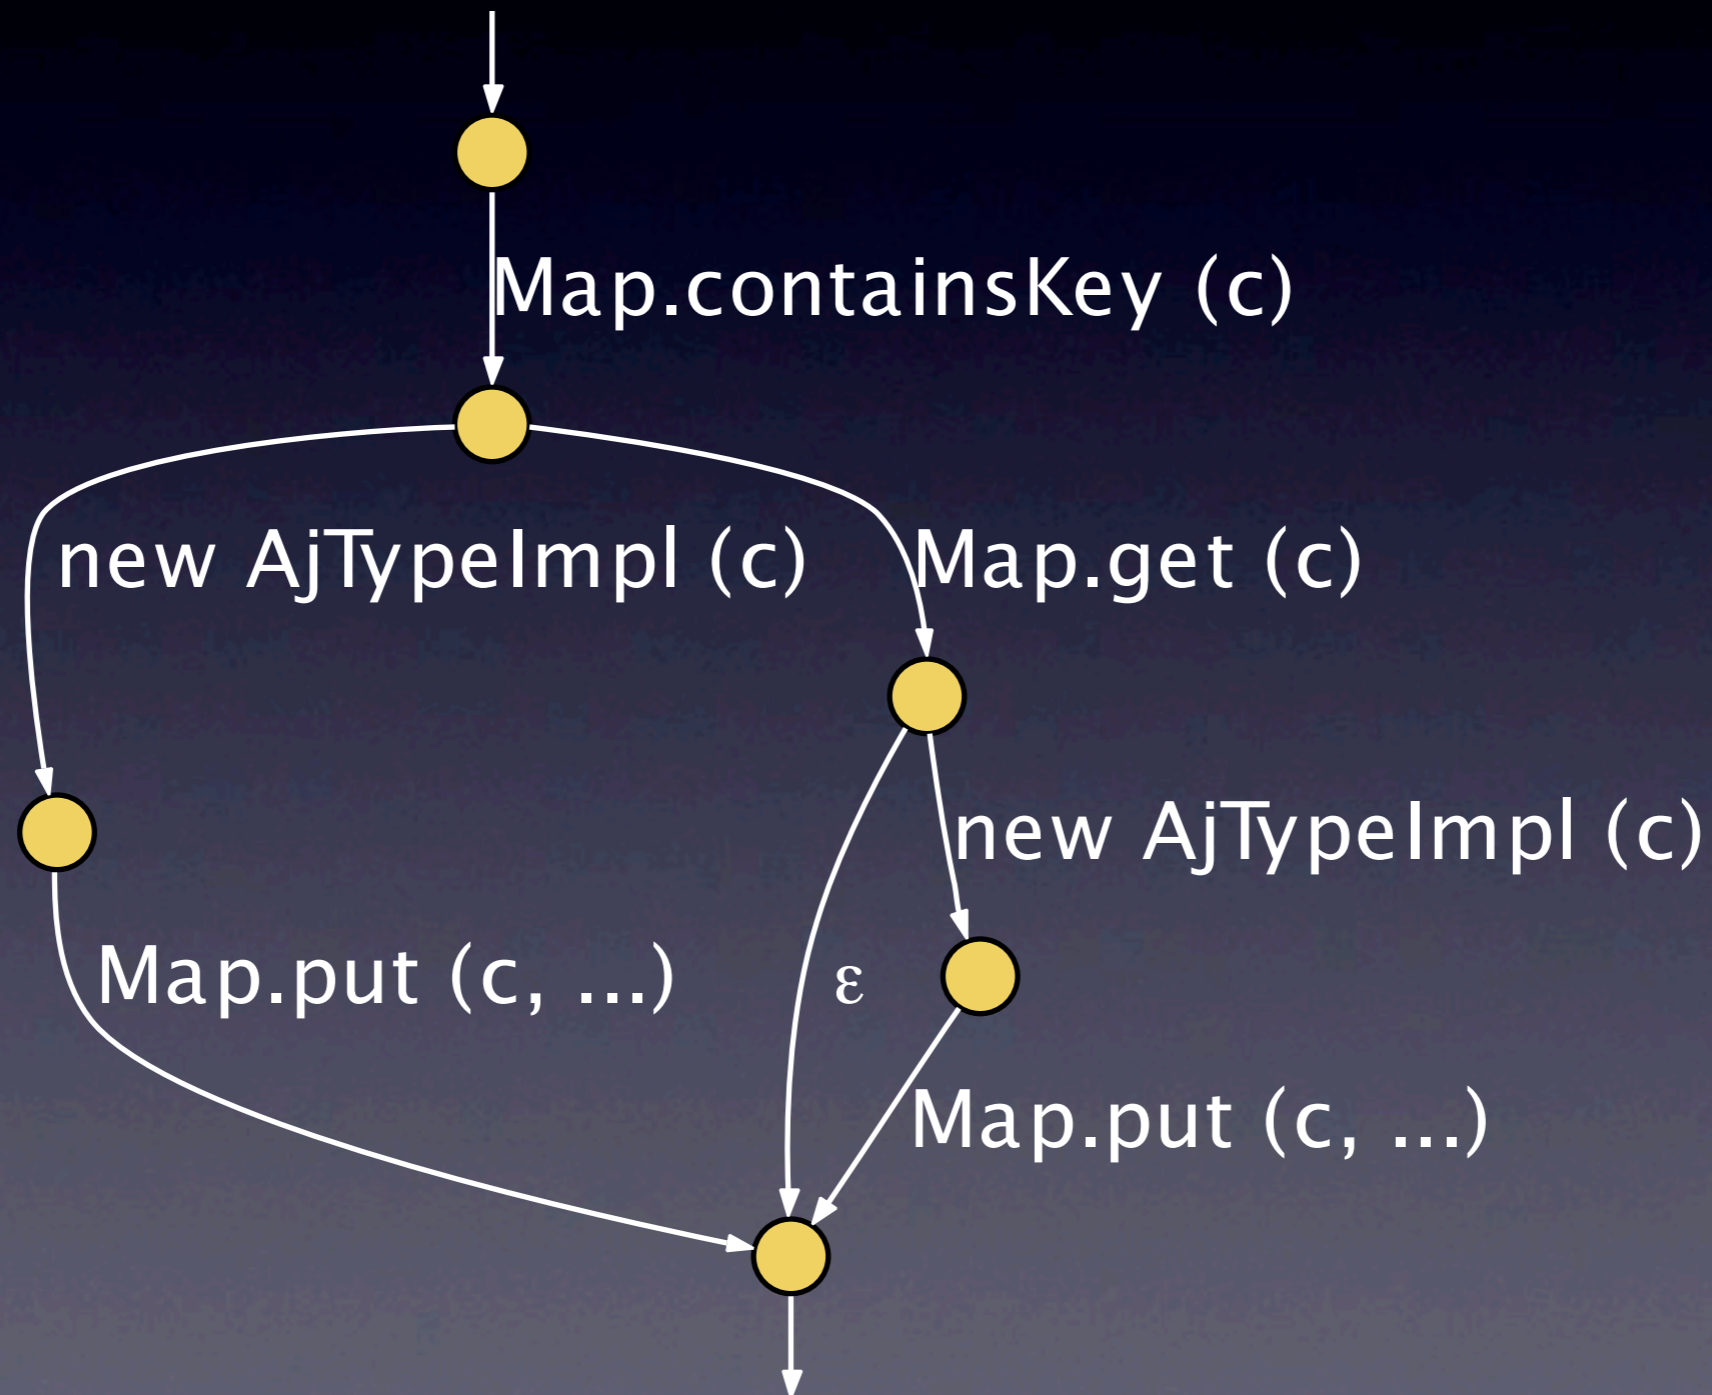 Map.containsKey (c)
new AjTypeImpl (c)
Map.get (c)
new AjTypeImpl (c)
Map.put (c, ...)
ε
Map.put (c, ...)